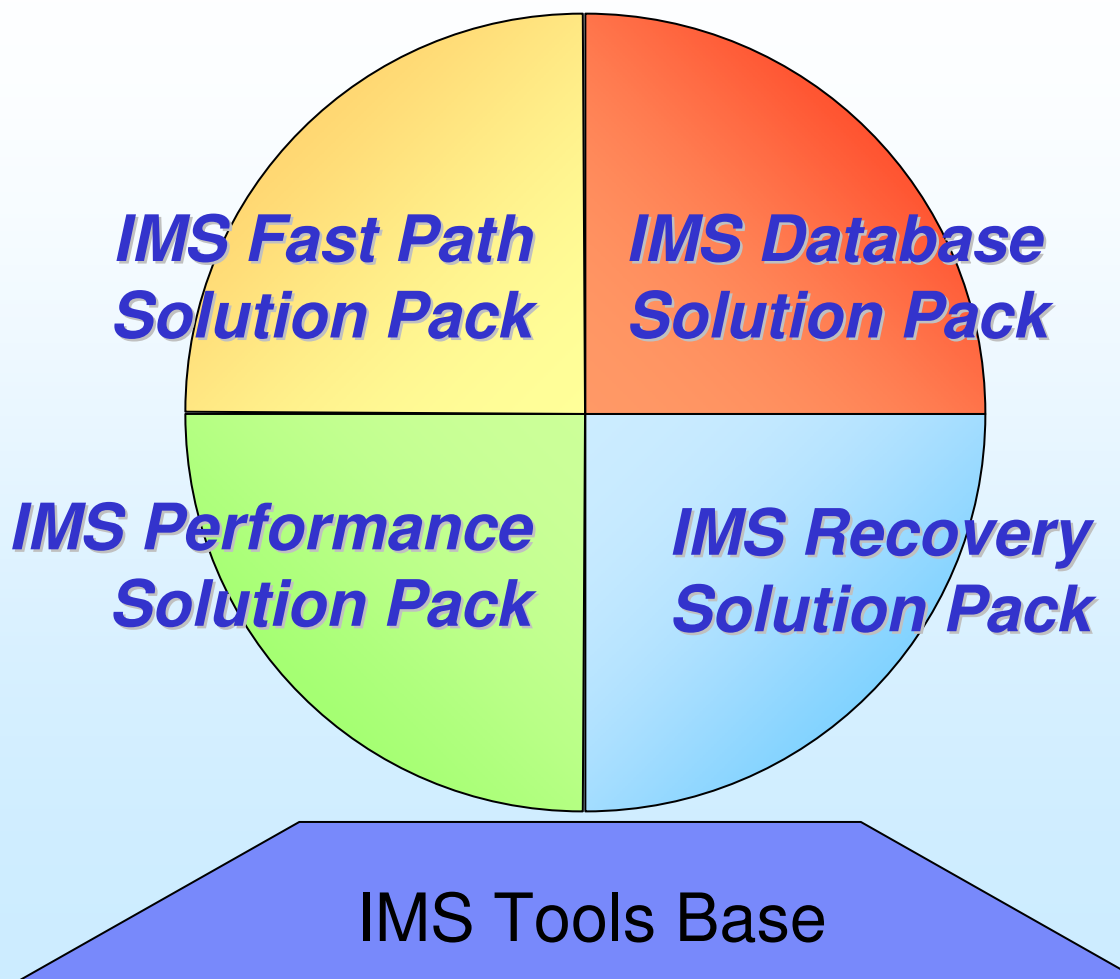 IMS Fast Path
Solution Pack
IMS Database
Solution Pack
IMS Performance
Solution Pack
IMS Recovery
Solution Pack
IMS Tools Base